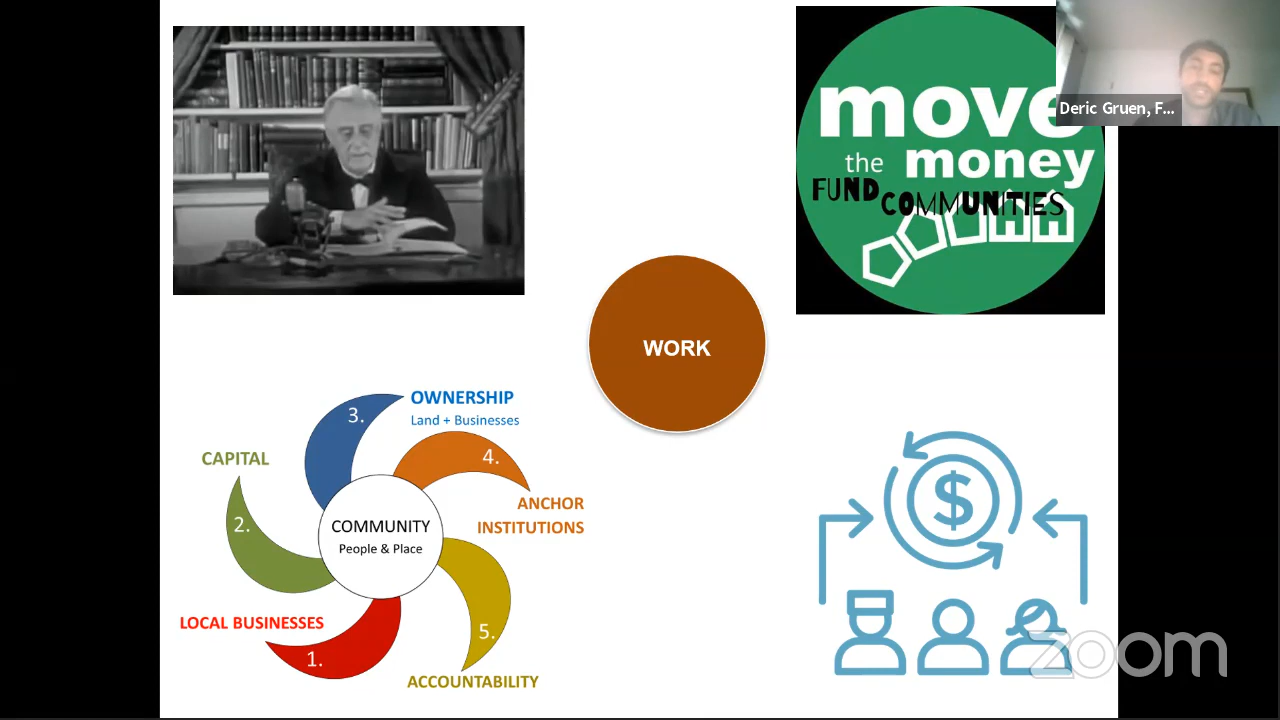 move
the money
FUND COMMUNITIES
Deric Gruen, F...
WORK
3.
OWNERSHIP
Land + Businesses
4.
CAPITAL
2.
ANCHOR
INSTITUTIONS
COMMUNITY
People & Place
LOCAL BUSINESSES
1.
5.
ACCOUNTABILITY
$
zoom